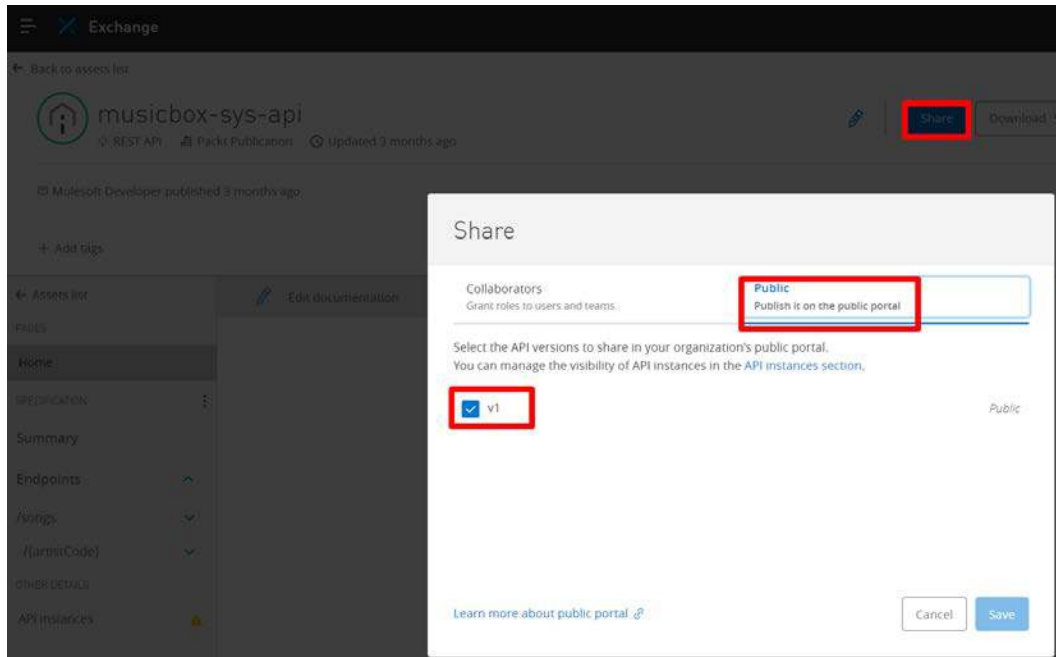 Exchange
← Back to assets list
musicbox-sys-api
REST API Packt Publication Updated 3 months ago
Share
Download
Mulesoft Developer published 3 months ago
+ Add tags
Share
Collaborators
Grant roles to users and teams
Public
Publish it on the public portal
Select the API versions to share in your organization's public portal.
You can manage the visibility of API instances in the API instances section.
v1
Public
Learn more about public portal
Cancel
Save
← Assets list
Edit documentation
PAGES
Home
SPECIFICATION
Summary
Endpoints
/songs
/{artistCode}
OTHER DETAILS
API instances